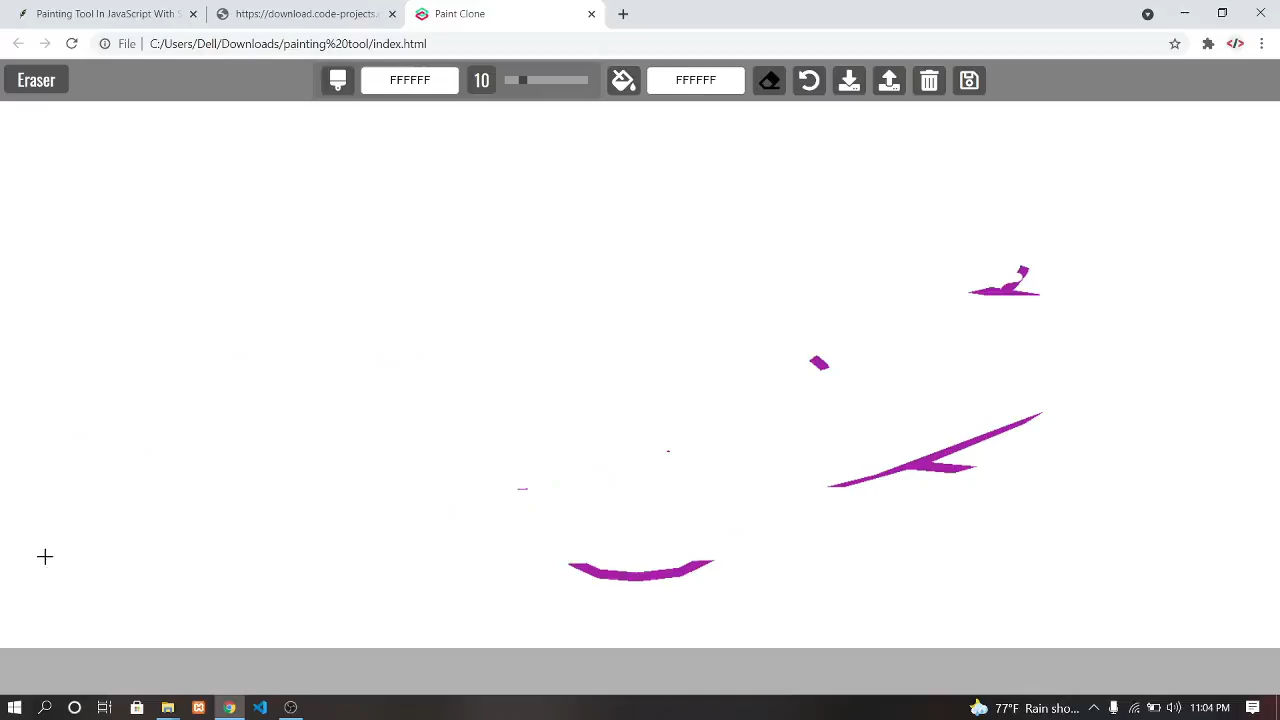 Painting Tool In JavaScript With S
https://download.code-projects.
Paint Clone
File
C:/Users/Dell/Downloads/painting%20tool/index.html
Eraser
FFFFFF
10
FFFFFF
77°F Rain sho...
11:04 PM